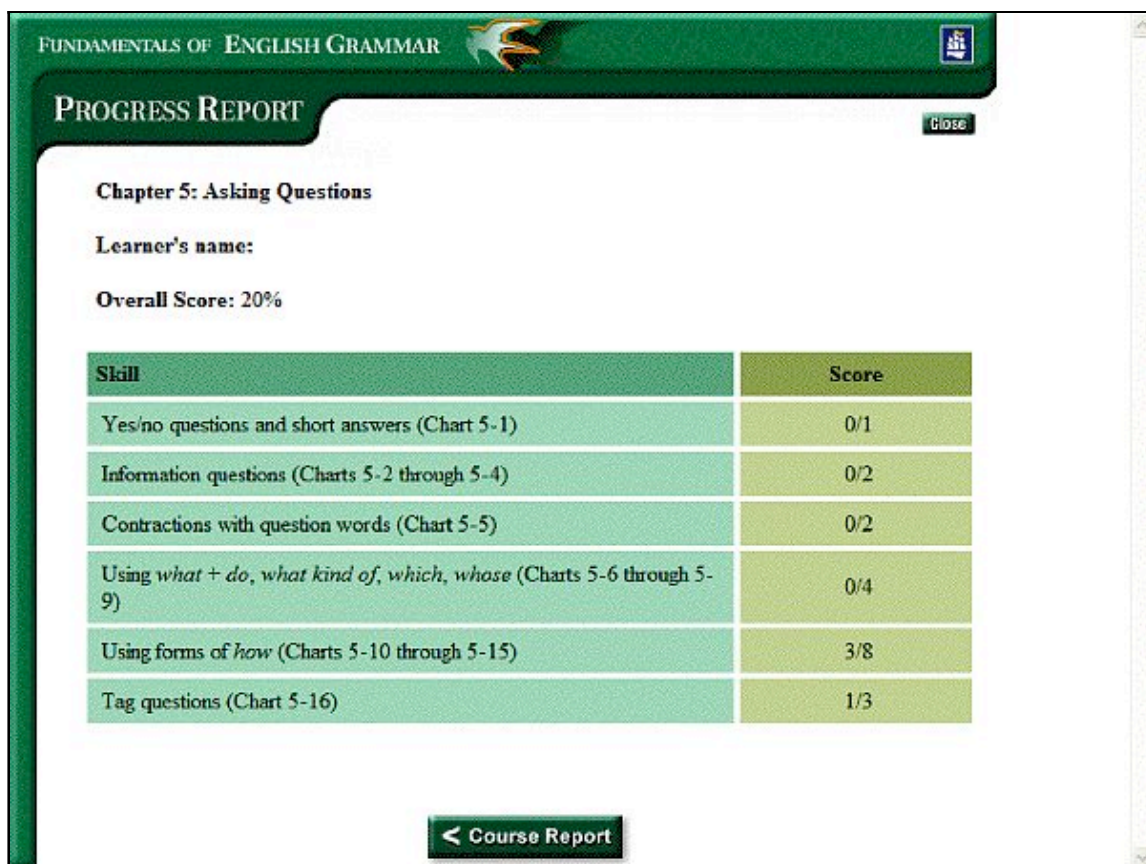 FUNDAMENTALS OF ENGLISH GRAMMAR
PROGRESS REPORT
Close
Chapter 5: Asking Questions
Learner's name:
Overall Score: 20%
Skill Score
Yes/no questions and short answers (Chart 5-1) 0/1
Information questions (Charts 5-2 through 5-4) 0/2
Contractions with question words (Chart 5-5) 0/2
Using what + do, what kind of, which, whose (Charts 5-6 through 5-
9) 0/4
Using forms of how (Charts 5-10 through 5-15) 3/8
Tag questions (Chart 5-16) 1/3
< Course Report